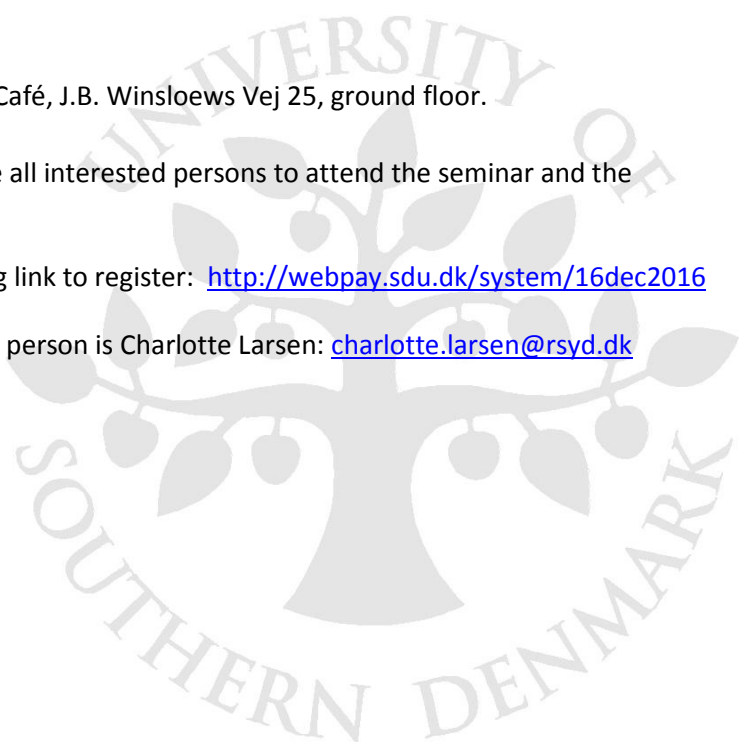 Café, J.B. Winsloews Vej 25, ground floor.
all interested persons to attend the seminar and the
link to register: http://webpay.sdu.dk/system/16dec2016
person is Charlotte Larsen: charlotte.larsen@rsyd.dk
UNIVERSITY OF
SOUTHERN DENMARK